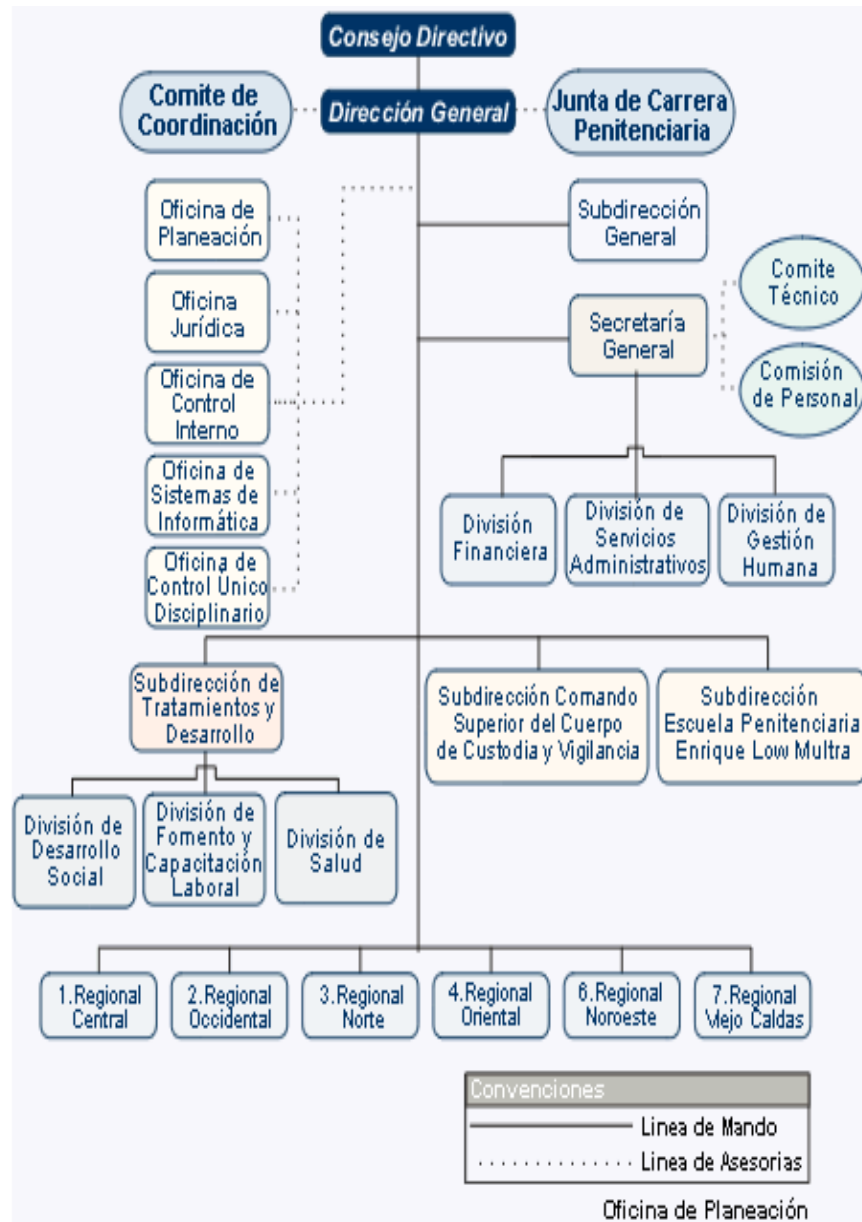 Consejo Directivo
Comite de
Coordinación
Dirección General
Junta de Carrera
Penitenciaria
Oficina de
Planeación
Subdirección
General
Comite
Técnico
Oficina
Jurídica
Secretaría
General
Comisión
de Personal
Oficina de
Control
Interno
Oficina de
Sistemas de
Informática
División
Financiera
División de
Servicios
Administrativos
División de
Gestión
Humana
Oficina de
Control Unico
Disciplinario
Subdirección de
Tratamientos y
Desarrollo
Subdirección Comando
Superior del Cuerpo
de Custodia y Vigilancia
Subdirección
Escuela Penitenciaria
Enrique Low Multra
División de
Desarrollo
Social
División de
Fomento y
Capacitación
Laboral
División de
Salud
1.Regional
Central
2.Regional
Occidental
3.Regional
Norte
4.Regional
Oriental
6.Regional
Noroeste
7.Regional
Viejo Caldas
Convenciones
Linea de Mando
Linea de Asesorias
Oficina de Planeación